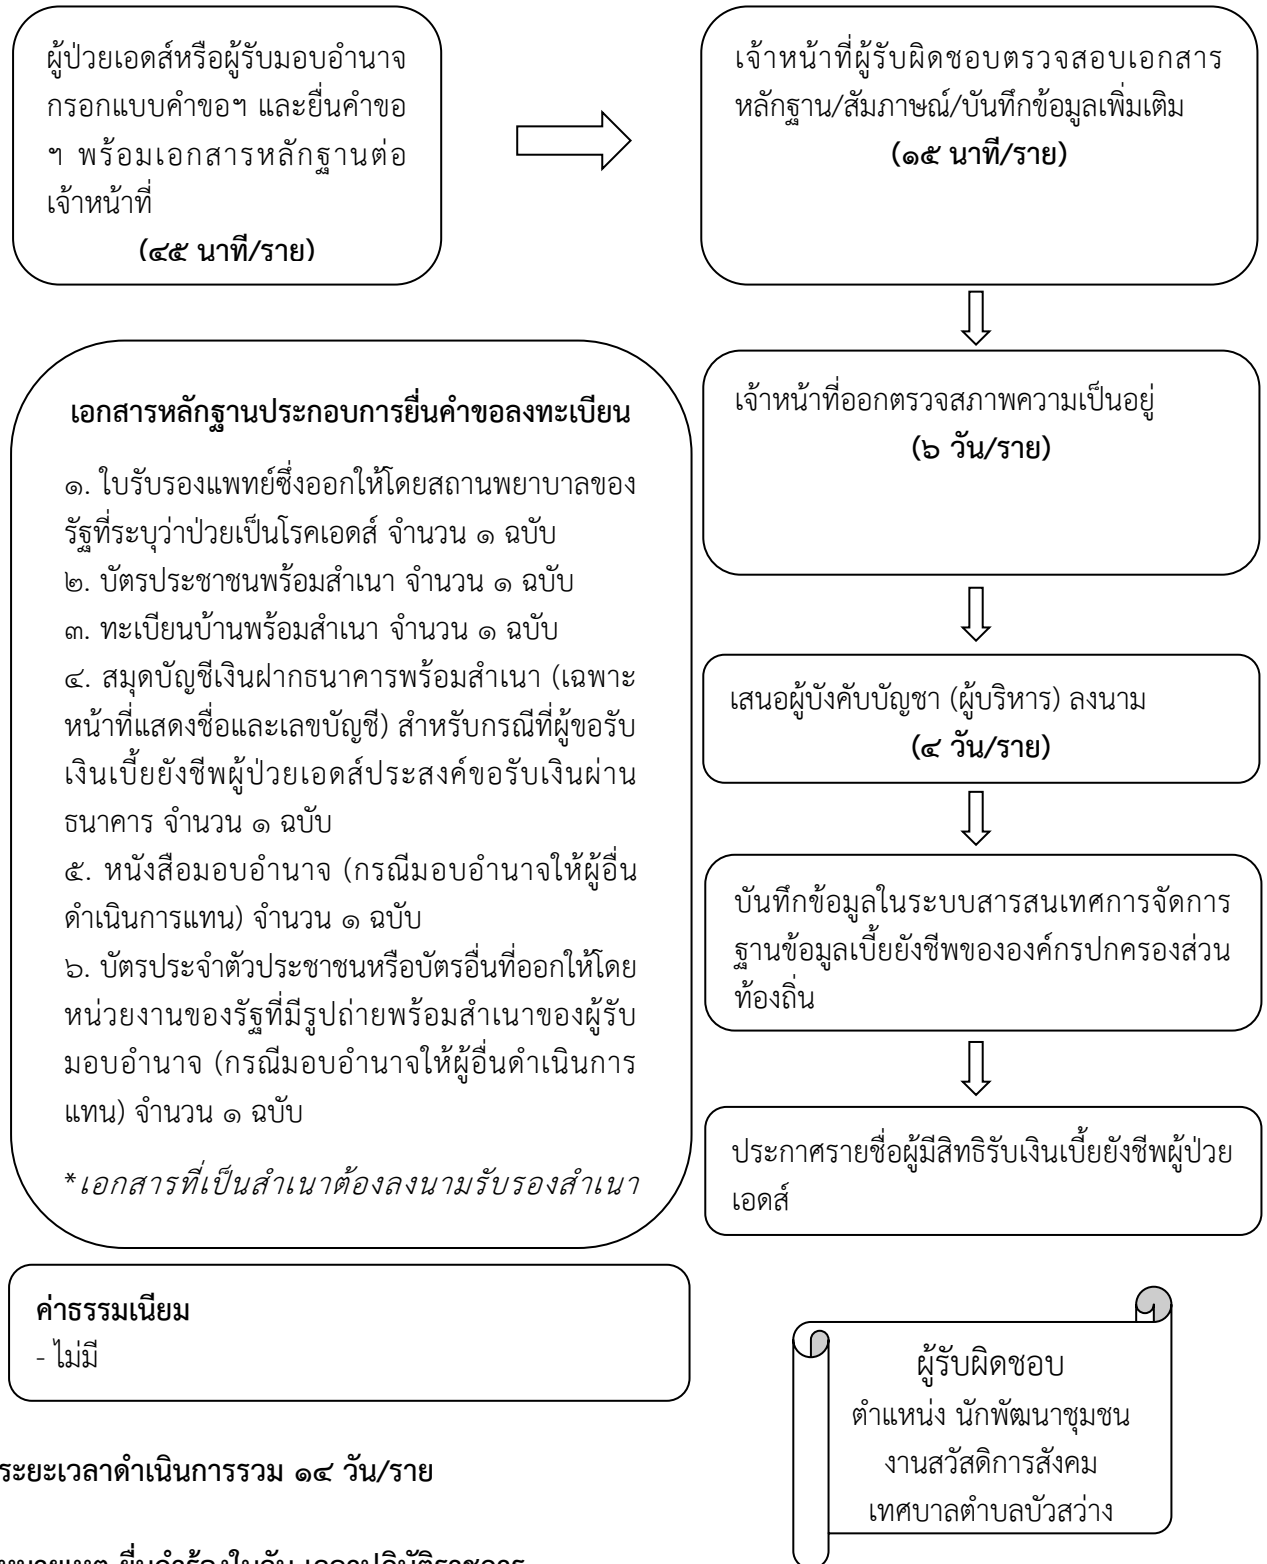 ผู้ป่วยเอดส์หรือผู้รับมอบอำนาจ
กรอกแบบคำขอฯ และยื่นคำขอ
ฯ พร้อมเอกสารหลักฐานต่อ
เจ้าหน้าที่
(๔๕ นาที/ราย)
เจ้าหน้าที่ผู้รับผิดชอบตรวจสอบเอกสาร
หลักฐาน/สัมภาษณ์/บันทึกข้อมูลเพิ่มเติม
(๑๕ นาที/ราย)
เจ้าหน้าที่ออกตรวจสภาพความเป็นอยู่
(๖ วัน/ราย)
เสนอผู้บังคับบัญชา (ผู้บริหาร) ลงนาม
(๔ วัน/ราย)
บันทึกข้อมูลในระบบสารสนเทศการจัดการ
ฐานข้อมูลเบี้ยยังชีพขององค์กรปกครองส่วน
ท้องถิ่น
ประกาศรายชื่อผู้มีสิทธิรับเงินเบี้ยยังชีพผู้ป่วย
เอดส์
เอกสารหลักฐานประกอบการยื่นคำขอลงทะเบียน
๑. ใบรับรองแพทย์ซึ่งออกให้โดยสถานพยาบาลของ
รัฐที่ระบุว่าป่วยเป็นโรคเอดส์ จำนวน ๑ ฉบับ
๒. บัตรประชาชนพร้อมสำเนา จำนวน ๑ ฉบับ
๓. ทะเบียนบ้านพร้อมสำเนา จำนวน ๑ ฉบับ
๔. สมุดบัญชีเงินฝากธนาคารพร้อมสำเนา (เฉพาะ
หน้าที่แสดงชื่อและเลขบัญชี) สำหรับกรณีที่ผู้ขอรับ
เงินเบี้ยยังชีพผู้ป่วยเอดส์ประสงค์ขอรับเงินผ่าน
ธนาคาร จำนวน ๑ ฉบับ
๕. หนังสือมอบอำนาจ (กรณีมอบอำนาจให้ผู้อื่น
ดำเนินการแทน) จำนวน ๑ ฉบับ
๖. บัตรประจำตัวประชาชนหรือบัตรอื่นที่ออกให้โดย
หน่วยงานของรัฐที่มีรูปถ่ายพร้อมสำเนาของผู้รับ
มอบอำนาจ (กรณีมอบอำนาจให้ผู้อื่นดำเนินการ
แทน) จำนวน ๑ ฉบับ
*เอกสารที่เป็นสำเนาต้องลงนามรับรองสำเนา
ค่าธรรมเนียม
- ไม่มี
ผู้รับผิดชอบ
ตำแหน่ง นักพัฒนาชุมชน
งานสวัสดิการสังคม
เทศบาลตำบลบัวสว่าง
ระยะเวลาดำเนินการรวม ๑๔ วัน/ราย